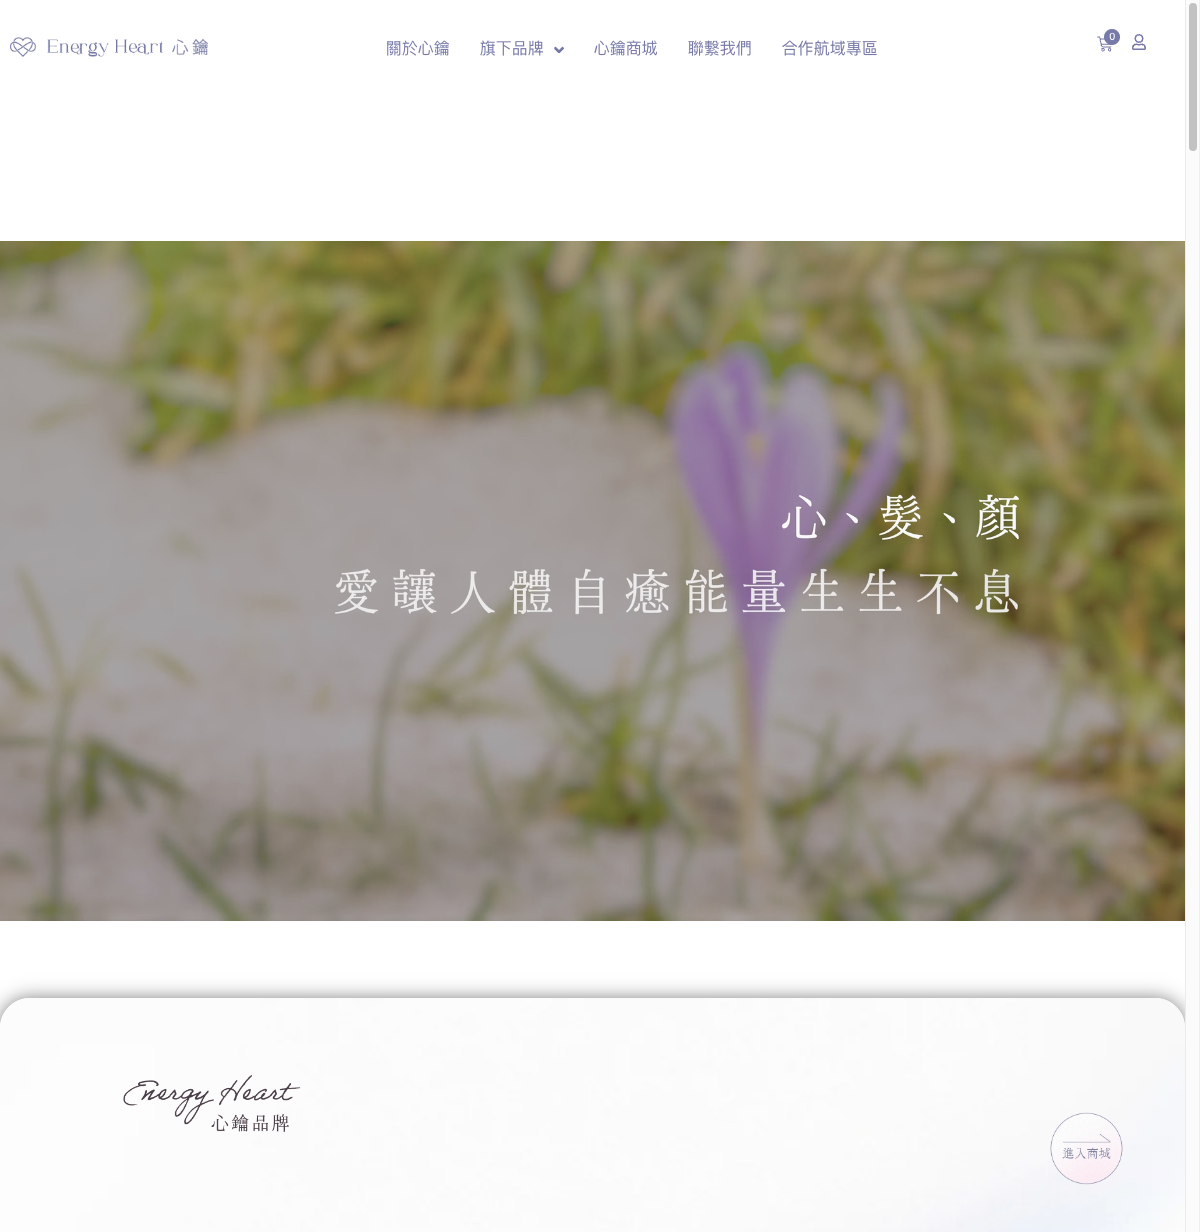 Energy Heart 心鑰
關於心鑰
旗下品牌
心鑰商城
聯繫我們
合作航域專區
0
心、髮、顏
愛讓人體自癒能量生生不息
Energy Heart
心鑰品牌
進入商城